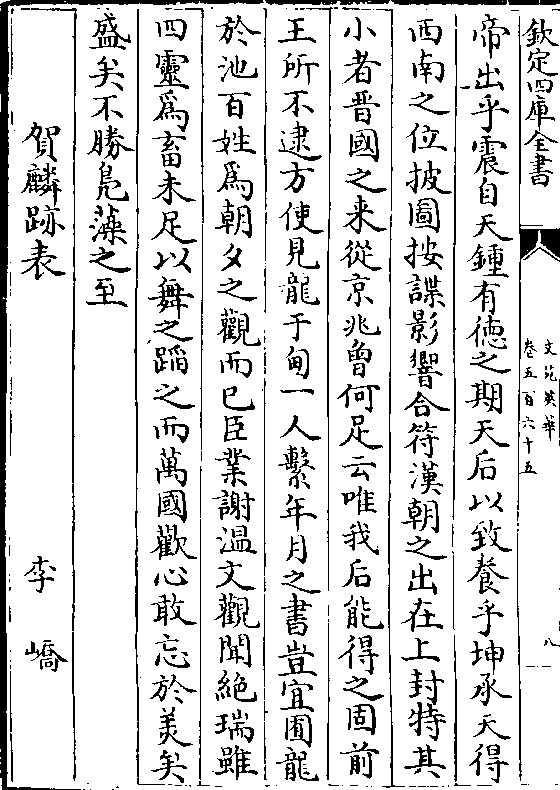 欽定四庫全書
文苑英華
卷五百六十五
八
帝出乎震自天鍾有徳之期天后以致養乎坤承天得
西南之位披圖按諜影響合符漢朝之出在上封特其
小者晋國之来從京兆魯何足云唯我后能得之固前
王所不逮方使見龍于甸一人繫年月之書豈宜囿龍
於池百姓為朝夕之觀而已臣業謝温文觀聞絶瑞雖
四靈為畜未足以舞之蹈之而萬國歡心敢忘於美矣
盛矣不勝鳬藻之至
賀麟跡表 李嶠